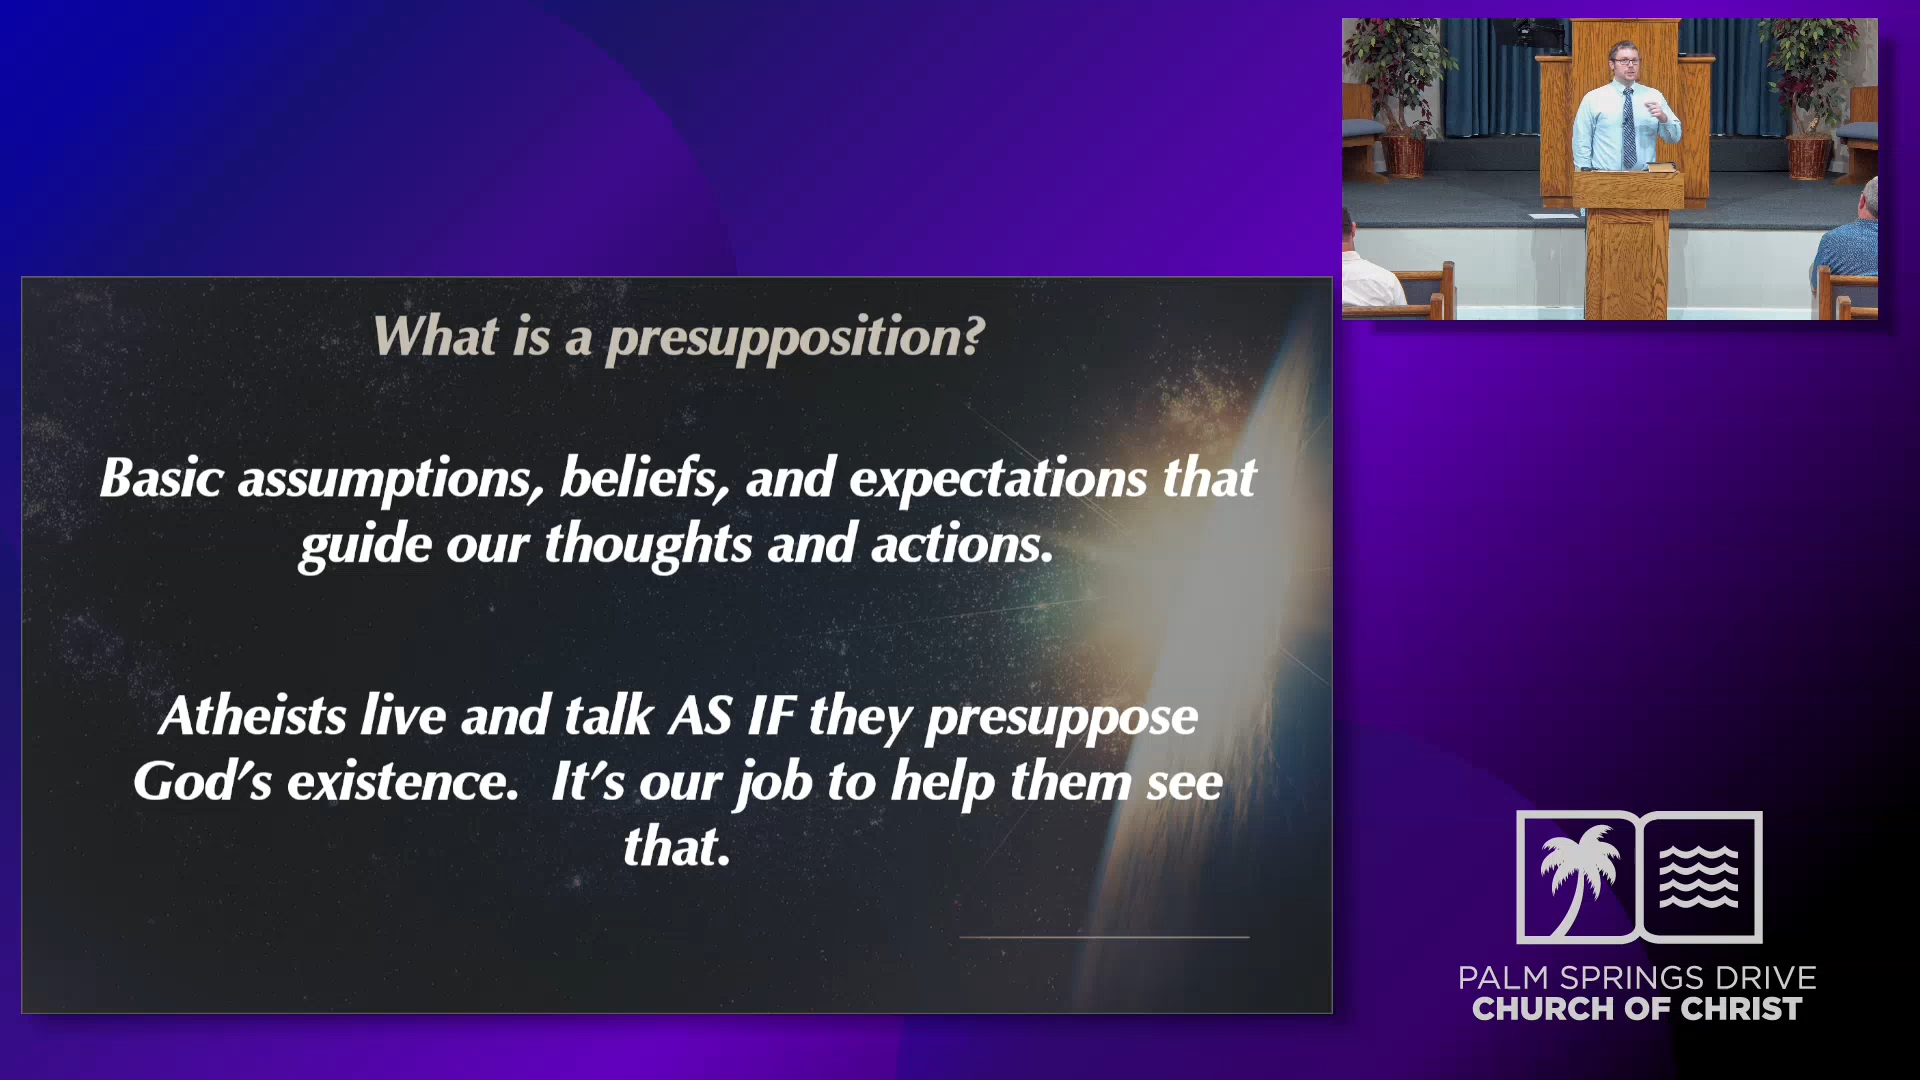 What is a presupposition?
Basic assumptions, beliefs, and expectations that
guide our thoughts and actions.
Atheists live and talk AS IF they presuppose
God's existence.  It's our job to help them see
that.
PALM SPRINGS DRIVE
CHURCH OF CHRIST